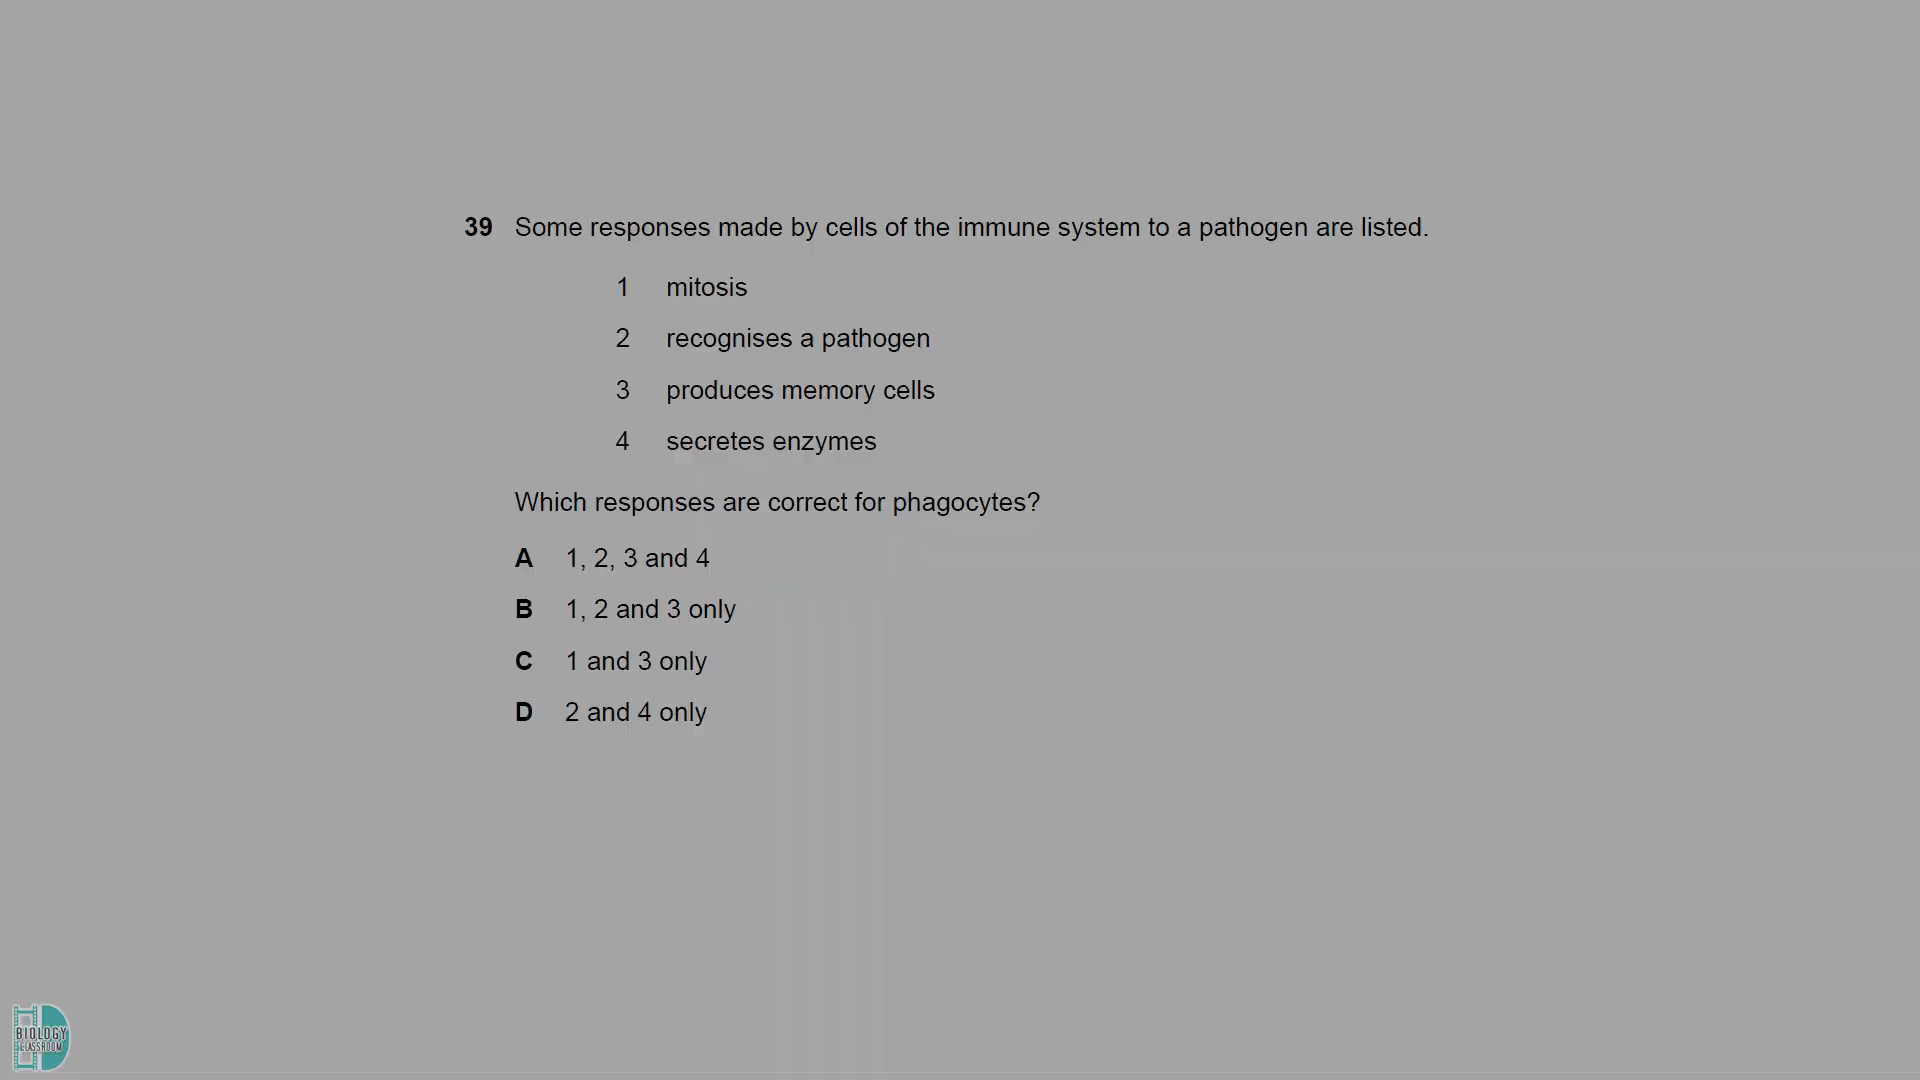 39 Some responses made by cells of the immune system to a pathogen are listed.
1 mitosis
2 recognises a pathogen
3 produces memory cells
4 secretes enzymes
Which responses are correct for phagocytes?
A 1, 2, 3 and 4
B 1, 2 and 3 only
C 1 and 3 only
D 2 and 4 only
BIOLOGY
CLASSROOM